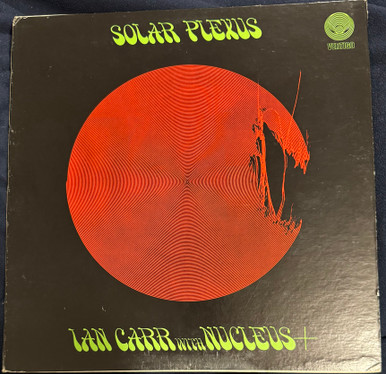 SOLAR PLEXUS
VERTIGO
IAN CARR WITH NUCLEUS+